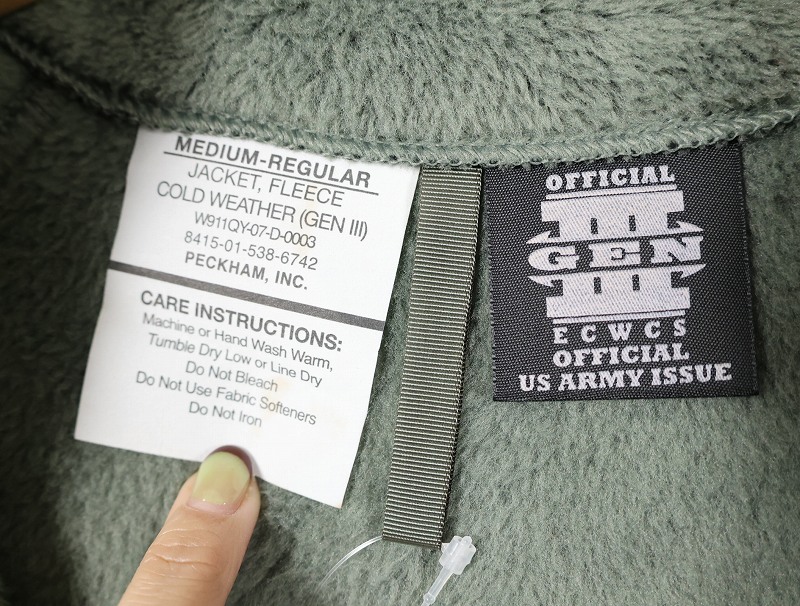 MEDIUM-REGULAR
JACKET, FLEECE
COLD WEATHER (GEN III)
W911QY-07-D-0003
8415-01-538-6742
PECKHAM, INC.
CARE INSTRUCTIONS:
Machine or Hand Wash Warm,
Tumble Dry Low or Line Dry
Do Not Bleach
Do Not Use Fabric Softeners
Do Not Iron
OFFICIAL
III
GEN
ECWCS
OFFICIAL
US ARMY ISSUE